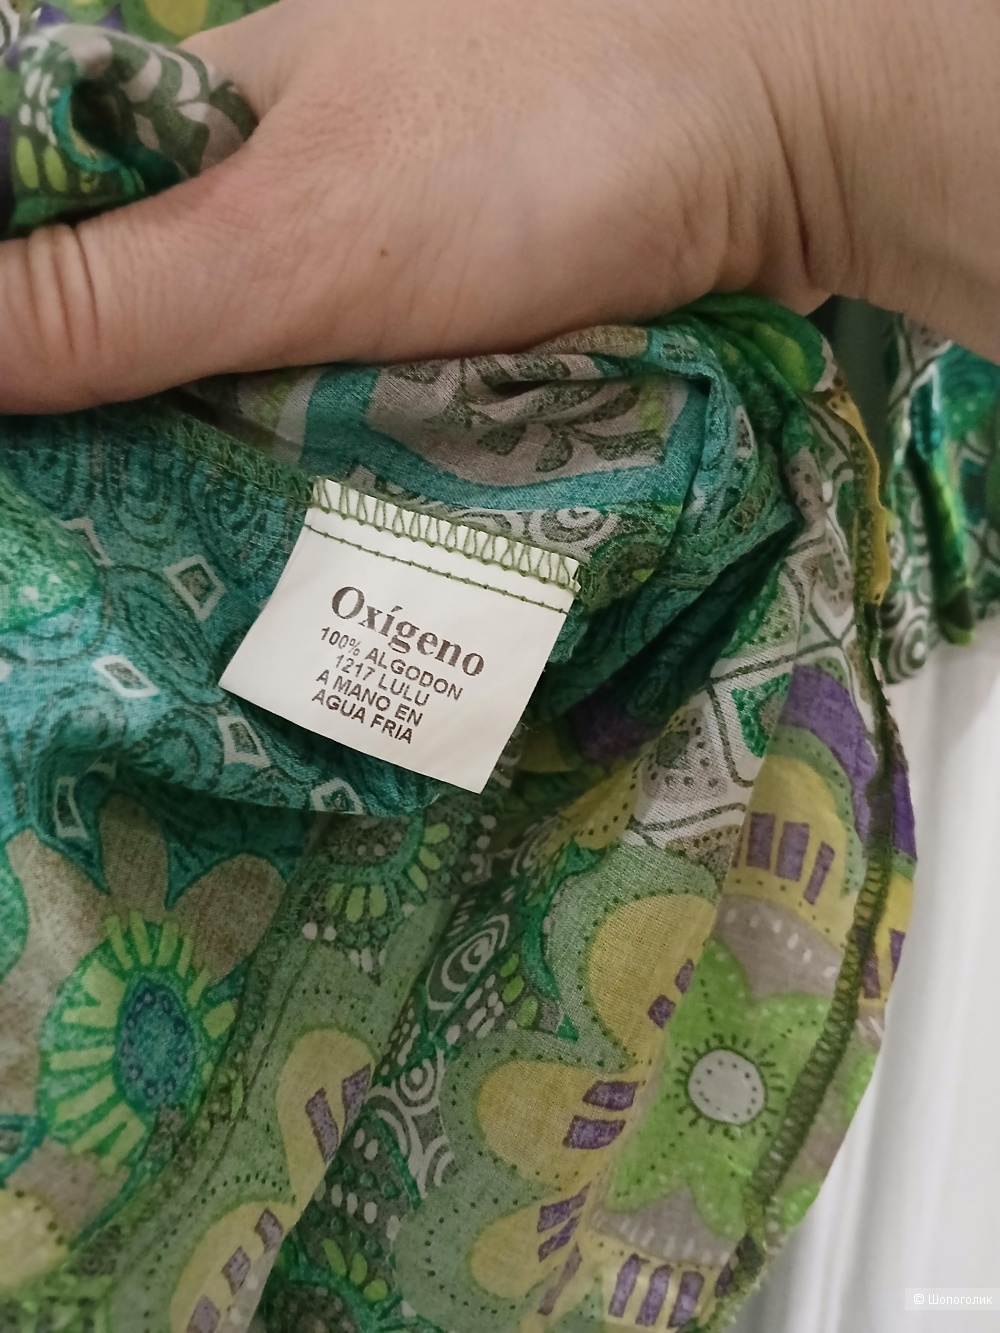 Oxígeno
100% ALGODON
1217 LULU
A MANO EN
AGUA FRIA
© Шопоголик